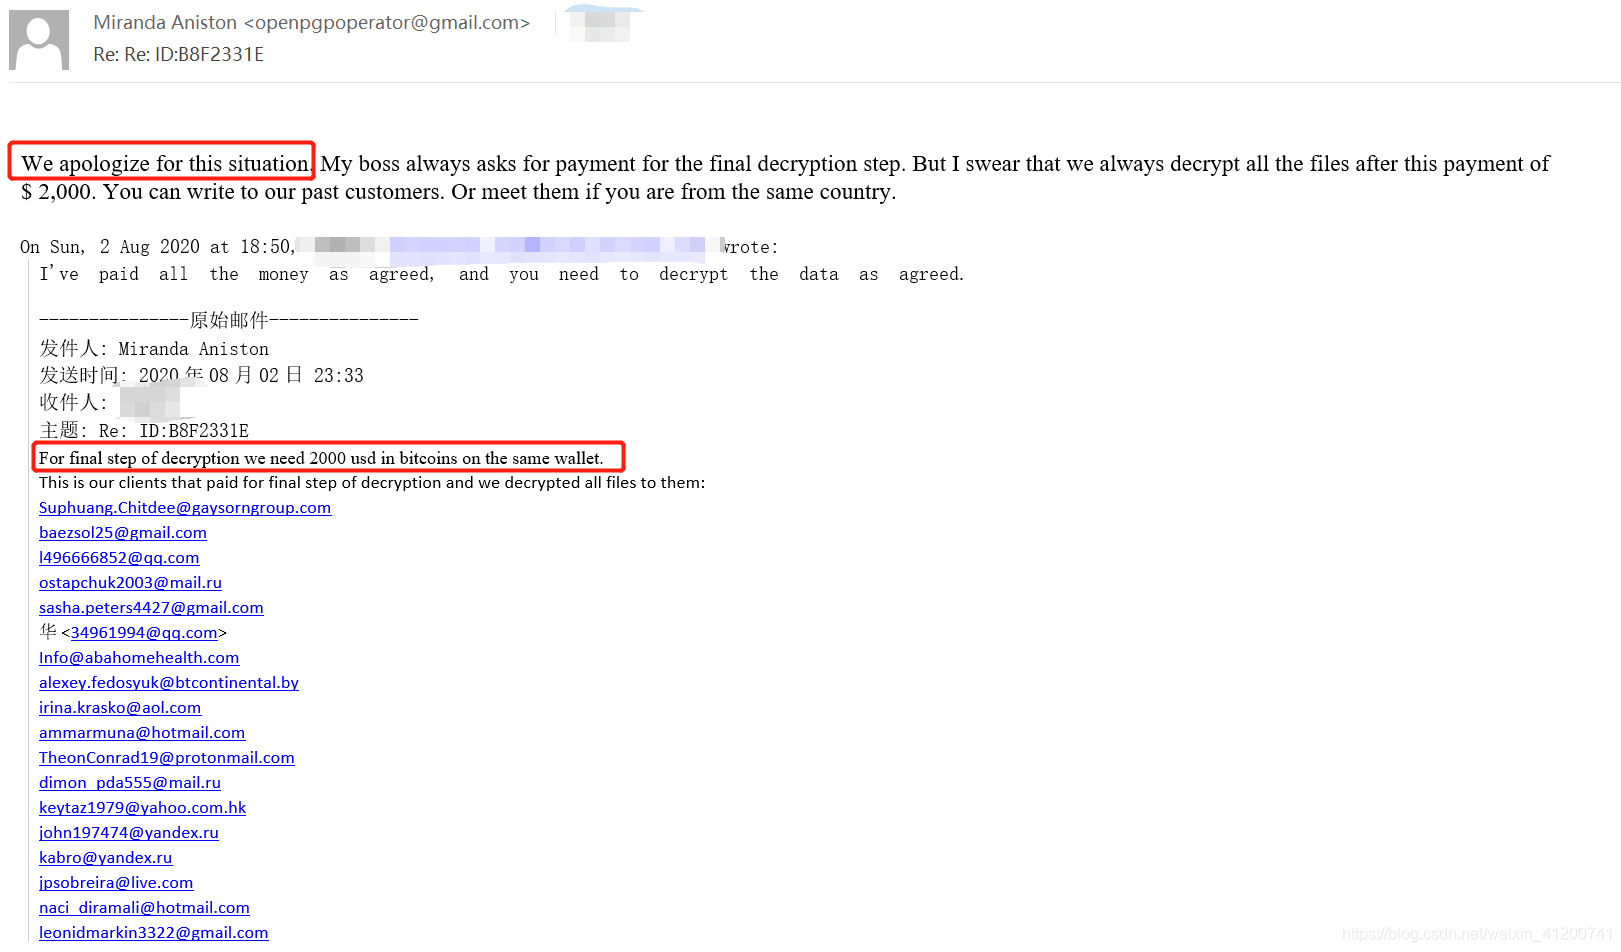 Miranda Aniston <openpgpoperator@gmail.com>
Re: Re: ID:B8F2331E
We apologize for this situation. My boss always asks for payment for the final decryption step. But I swear that we always decrypt all the files after this payment of
$ 2,000. You can write to our past customers. Or meet them if you are from the same country.
On Sun, 2 Aug 2020 at 18:50, wrote:
I've paid all the money as agreed, and you need to decrypt the data as agreed.
---------------原始邮件---------------
发件人: Miranda Aniston
发送时间: 2020年08月02日 23:33
收件人:
主题: Re: ID:B8F2331E
For final step of decryption we need 2000 usd in bitcoins on the same wallet.
This is our clients that paid for final step of decryption and we decrypted all files to them:
Suphuang.Chitdee@gaysorngroup.com
baezsol25@gmail.com
l496666852@qq.com
ostapchuk2003@mail.ru
sasha.peters4427@gmail.com
华 <34961994@qq.com>
Info@abahomehealth.com
alexey.fedosyuk@btcontinental.by
irina.krasko@aol.com
ammarmuna@hotmail.com
TheonConrad19@protonmail.com
dimon_pda555@mail.ru
keytaz1979@yahoo.com.hk
john197474@yandex.ru
kabro@yandex.ru
jpsobreira@live.com
naci_diramali@hotmail.com
leonidmarkin3322@gmail.com
https://blog.csdn.net/weixin_41200741